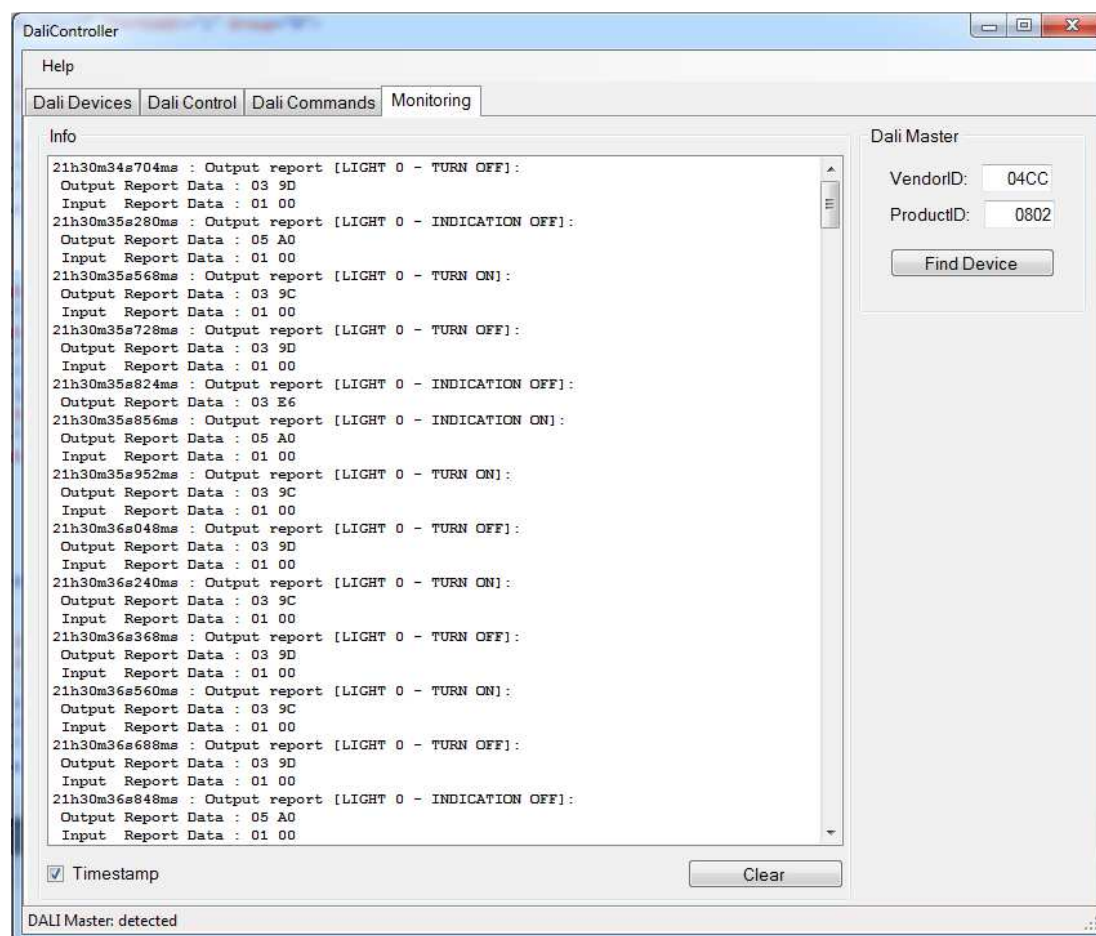 DaliController
Help
Dali Devices Dali Control Dali Commands Monitoring
Info
21h30m34s704ms : Output report [LIGHT 0 - TURN OFF]:
Output Report Data : 03 9D
Input Report Data : 01 00
21h30m35s280ms : Output report [LIGHT 0 - INDICATION OFF]:
Output Report Data : 05 A0
Input Report Data : 01 00
21h30m35s568ms : Output report [LIGHT 0 - TURN ON]:
Output Report Data : 03 9C
Input Report Data : 01 00
21h30m35s728ms : Output report [LIGHT 0 - TURN OFF]:
Output Report Data : 03 9D
Input Report Data : 01 00
21h30m35s824ms : Output report [LIGHT 0 - INDICATION OFF]:
Output Report Data : 03 E6
21h30m35s856ms : Output report [LIGHT 0 - INDICATION ON]:
Output Report Data : 05 A0
Input Report Data : 01 00
21h30m35s952ms : Output report [LIGHT 0 - TURN ON]:
Output Report Data : 03 9C
Input Report Data : 01 00
21h30m36s048ms : Output report [LIGHT 0 - TURN OFF]:
Output Report Data : 03 9D
Input Report Data : 01 00
21h30m36s240ms : Output report [LIGHT 0 - TURN ON]:
Output Report Data : 03 9C
Input Report Data : 01 00
21h30m36s368ms : Output report [LIGHT 0 - TURN OFF]:
Output Report Data : 03 9D
Input Report Data : 01 00
21h30m36s560ms : Output report [LIGHT 0 - TURN ON]:
Output Report Data : 03 9C
Input Report Data : 01 00
21h30m36s688ms : Output report [LIGHT 0 - TURN OFF]:
Output Report Data : 03 9D
Input Report Data : 01 00
21h30m36s848ms : Output report [LIGHT 0 - INDICATION OFF]:
Output Report Data : 05 A0
Input Report Data : 01 00
Timestamp
Clear
Dali Master
VendorID: 04CC
ProductID: 0802
Find Device
DALI Master: detected